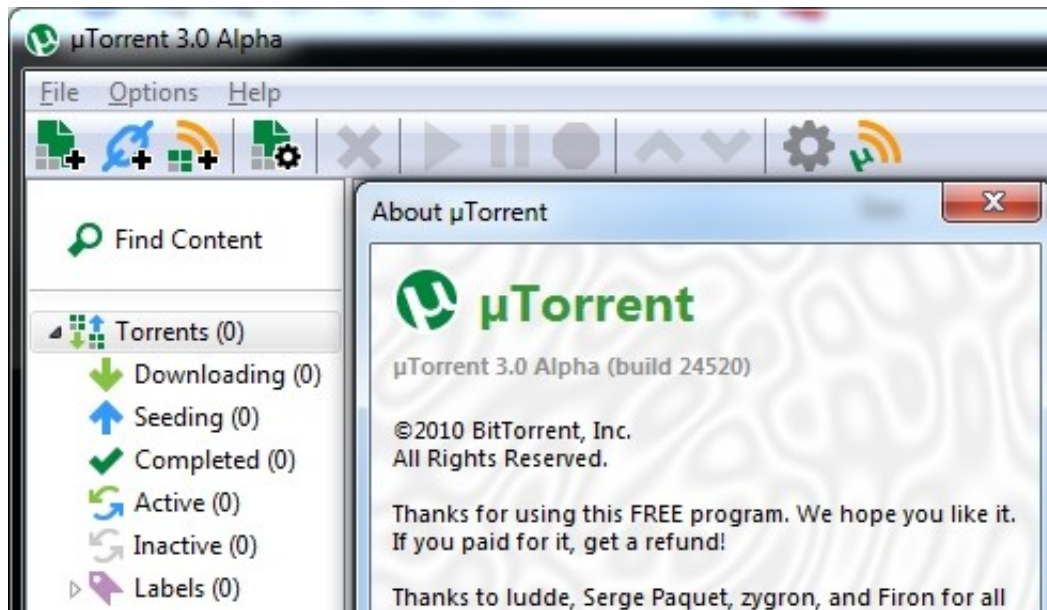 µTorrent 3.0 Alpha
File Options Help
Find Content
Torrents (0)
Downloading (0)
Seeding (0)
Completed (0)
Active (0)
Inactive (0)
Labels (0)
About µTorrent
µTorrent
µTorrent 3.0 Alpha (build 24520)
©2010 BitTorrent, Inc.
All Rights Reserved.
Thanks for using this FREE program. We hope you like it.
If you paid for it, get a refund!
Thanks to ludde, Serge Paquet, zygron, and Firon for all